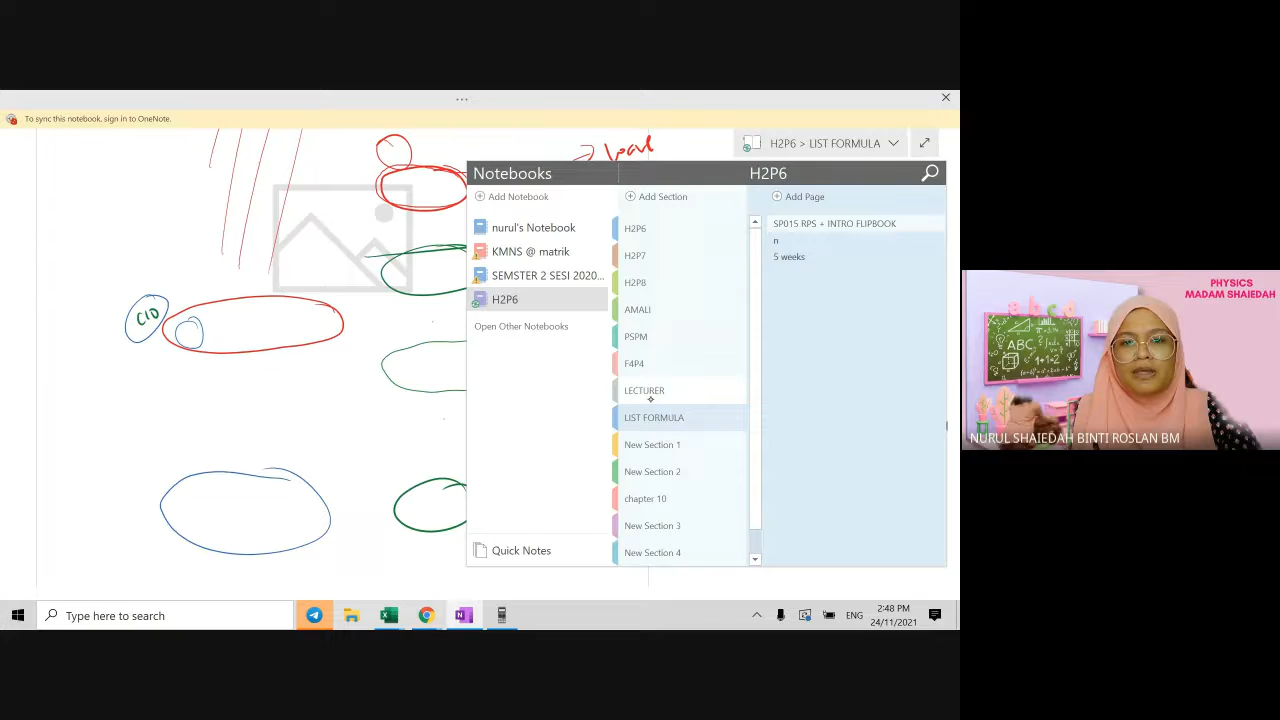 To sync this notebook, sign in to OneNote.
H2P6 > LIST FORMULA
Notebooks
H2P6
Add Notebook
Add Section
Add Page
nurul's Notebook
KMNS @ matrik
SEMSTER 2 SESI 2020...
H2P6
Open Other Notebooks
Quick Notes
H2P6
H2P7
H2P8
AMALI
PSPM
F4P4
LECTURER
LIST FORMULA
New Section 1
New Section 2
chapter 10
New Section 3
New Section 4
SP015 RPS + INTRO FLIPBOOK
n
5 weeks
C10
PHYSICS
MADAM SHAIEDAH
ABC
NURUL SHAIEDAH BINTI ROSLAN BM
Type here to search
ENG
2:48 PM
24/11/2021